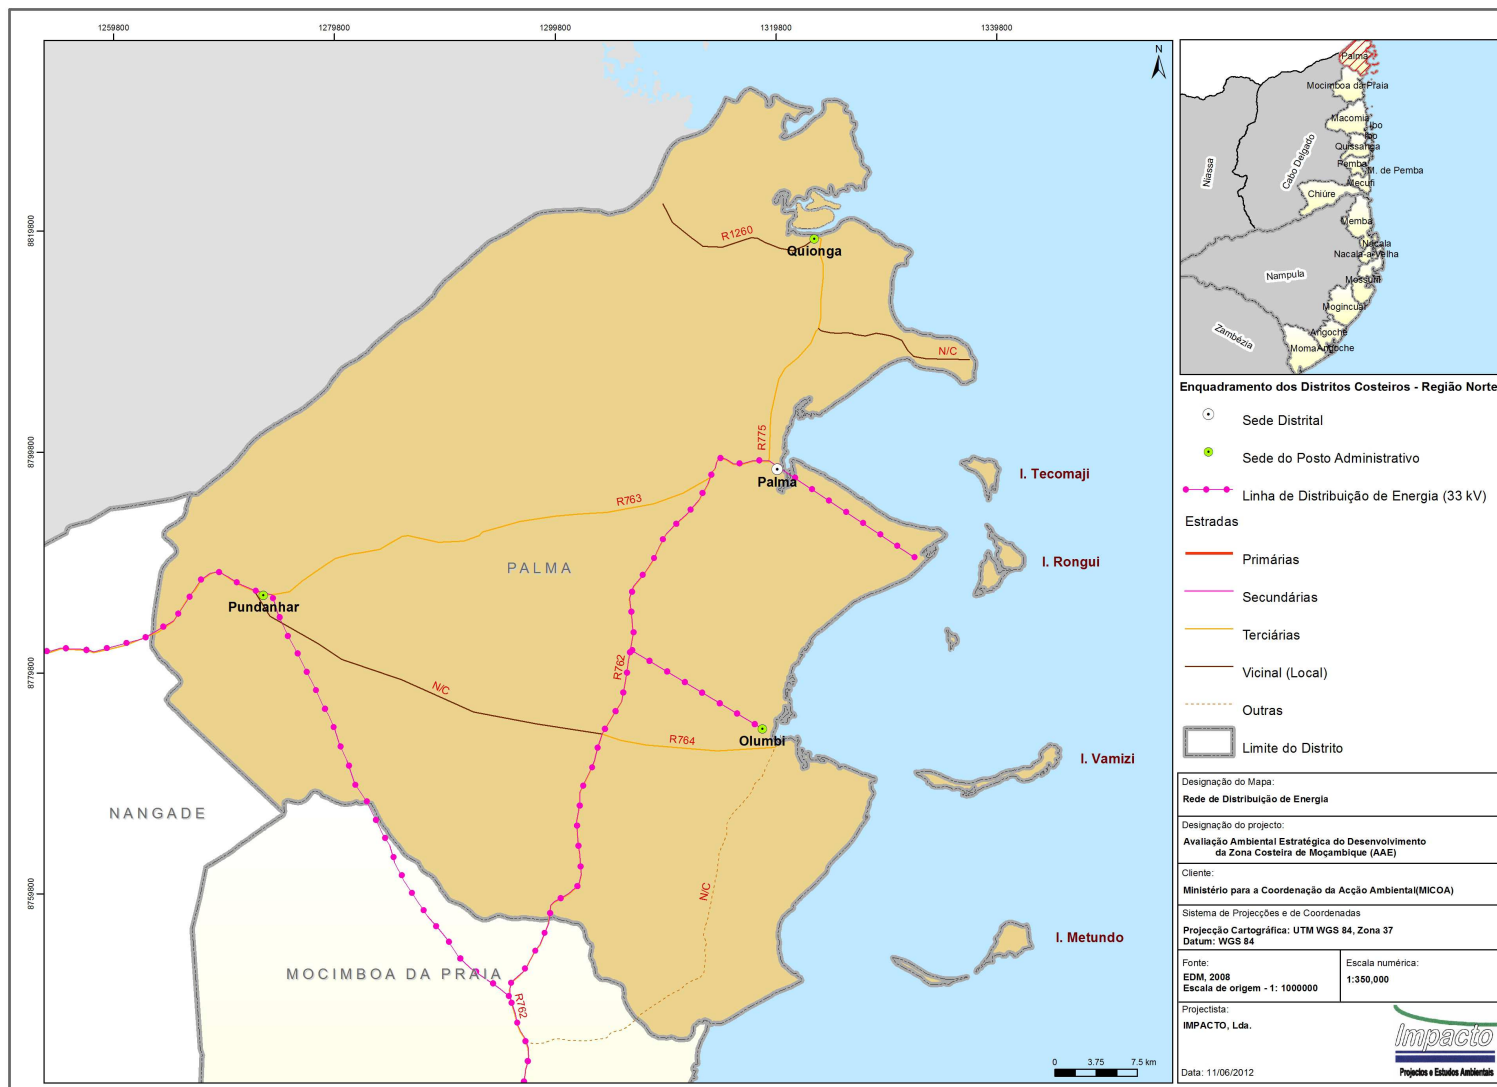 1259800
1279800
1299800
1319800
1339800
8819800
8799800
8779800
8759800
N
R1260
Quionga
N/C
R775
Palma
R763
PALMA
Pundanhar
N/C
R762
R764
Olumbi
N/C
NANGADE
MOCIMBOA DA PRAIA
R762
I. Tecomaji
I. Rongui
I. Vamizi
I. Metundo
0 3.75 7.5 km
Palma
Mocimboa da Praia
Macomia
Ibo
Ibo
Quissanga
Pemba
M. de Pemba
Mecufi
Chiúre
Memba
Nacala
Nacala-a-Velha
Mossuril
Mogincual
Angoche
Moma
Angoche
Niassa
Cabo Delgado
Nampula
Zambézia
Enquadramento dos Distritos Costeiros - Região Norte
Sede Distrital
Sede do Posto Administrativo
Linha de Distribuição de Energia (33 kV)
Estradas
Primárias
Secundárias
Terciárias
Vicinal (Local)
Outras
Limite do Distrito
Designação do Mapa:
Rede de Distribuição de Energia
Designação do projecto:
Avaliação Ambiental Estratégica do Desenvolvimento
da Zona Costeira de Moçambique (AAE)
Cliente:
Ministério para a Coordenação da Acção Ambiental(MICOA)
Sistema de Projecções e de Coordenadas
Projecção Cartográfica: UTM WGS 84, Zona 37
Datum: WGS 84
Fonte:
EDM, 2008
Escala de origem - 1: 1000000
Escala numérica:
1:350,000
Projectista:
IMPACTO, Lda.
Data: 11/06/2012
Impacto
Projectos e Estudos Ambientais